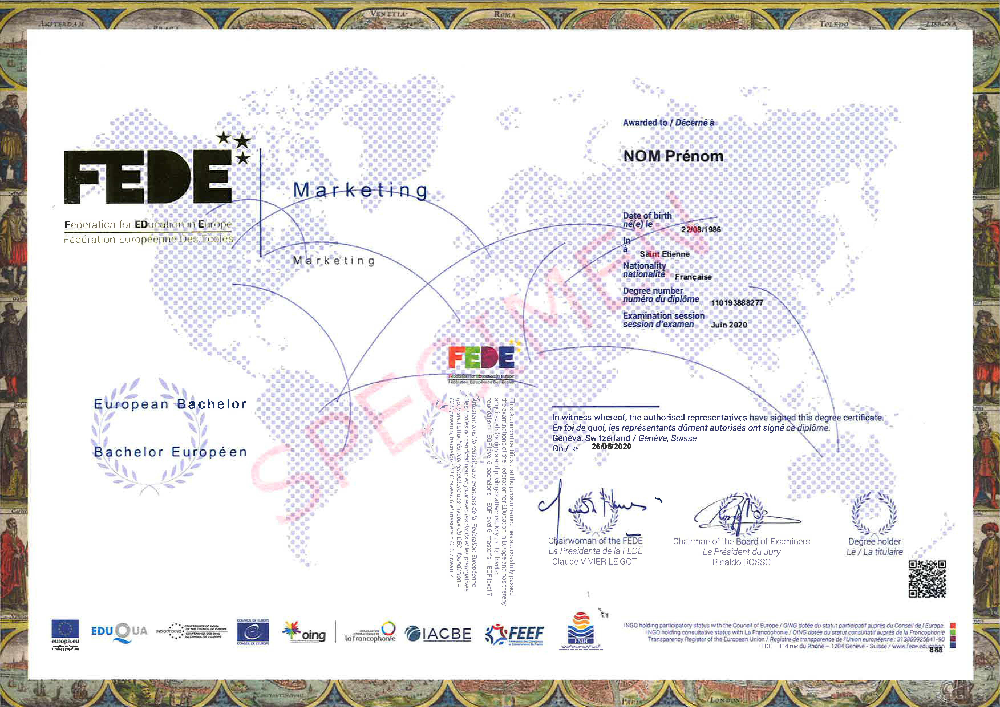 AMSTERDAM
VENETIA
ROMA
TOLEDO
LISBONA
FEDE
Federation for EDucation in Europe
Fédération Européenne Des Ecoles
Marketing
Marketing
European Bachelor
Bachelor Européen
Awarded to / Décerné à
NOM Prénom
Date of birth
né(e) le
22/08/1986
In
à
Saint Etienne
Nationality
nationalité
Française
Degree number
numéro du diplôme
110193888277
Examination session
session d'examen
Juin 2020
SPECIMEN
FEDE
Federation for EDucation in Europe
Fédération Européenne Des Ecoles
This document certifies that the person named has successfully passed
the examinations of the Federation for EDucation in Europe and has thereby
acquired all the rights and privileges attached. Key to EQF levels:
foundation = EQF level 5, bachelor's = EQF level 6, master's = EQF level 7
Attestant ainsi la réussite aux examens de la Fédération Européenne
Des Ecoles du candidat pour en jouir avec les droits et les prérogatives
qui y sont attachés. Nomenclature des niveaux du CEC : foundation =
CEC niveau 5, bachelor = CEC niveau 6 et mastère = CEC niveau 7
In witness whereof, the authorised representatives have signed this degree certificate.
En foi de quoi, les représentants dûment autorisés ont signé ce diplôme.
Geneva, Switzerland / Genève, Suisse
On / le
26/06/2020
Chairwoman of the FEDE
La Présidente de la FEDE
Claude VIVIER LE GOT
Chairman of the Board of Examiners
Le Président du Jury
Rinaldo ROSSO
Degree holder
Le / La titulaire
europa.eu
Transparency Register
313869925841-90
EDUQUA
INGO OING
CONFERENCE OF INGOS
OF THE COUNCIL OF EUROPE
CONFERENCE DES OING
DU CONSEIL DE L'EUROPE
COUNCIL OF EUROPE
CONSEIL DE L'EUROPE
oing
ORGANISATION
INTERNATIONALE DE
la francophonie
IACBE
FEEF
FNIH
INGO holding participatory status with the Council of Europe / OING dotée du statut participatif auprès du Conseil de l'Europe
INGO holding consultative status with La Francophonie / OING dotée du statut consultatif auprès de la Francophonie
Transparency Register of the European Union / Registre de transparence de l'Union européenne : 313869925841-90
FEDE – 114 rue du Rhône – 1204 Genève - Suisse / www.fede.education
888
PARIS
LONDON